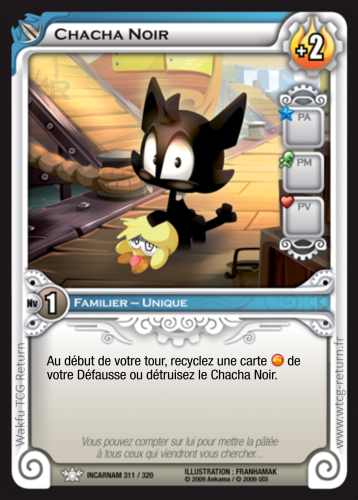 CHACHA NOIR
+2
PA
PM
PV
Nv 1
FAMILIER – UNIQUE
Au début de votre tour, recyclez une carte de
votre Défausse ou détruisez le Chacha Noir.
Vous pouvez compter sur lui pour mettre la pâtée
à tous ceux qui viendront vous chercher...
INCARNAM 311 / 320
ILLUSTRATION : FRANHAMAK
© 2009 Ankama / © 2009 UDI
Wakfu TCG Return
www.wtcg-return.fr